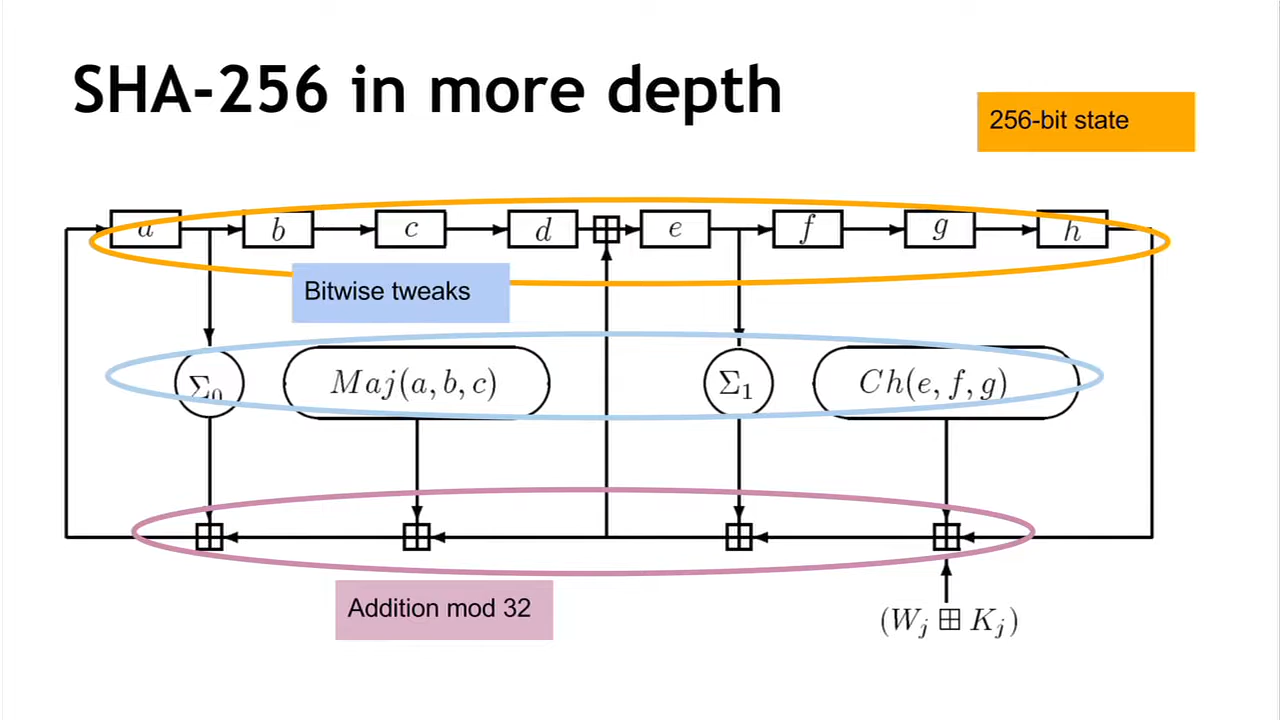 SHA-256 in more depth
256-bit state
a b c d ⊞ e f g h
Bitwise tweaks
Σ₀ Maj(a, b, c) Σ₁ Ch(e, f, g)
⊞ ⊞ ⊞ ⊞
Addition mod 32
(Wⱼ ⊞ Kⱼ)